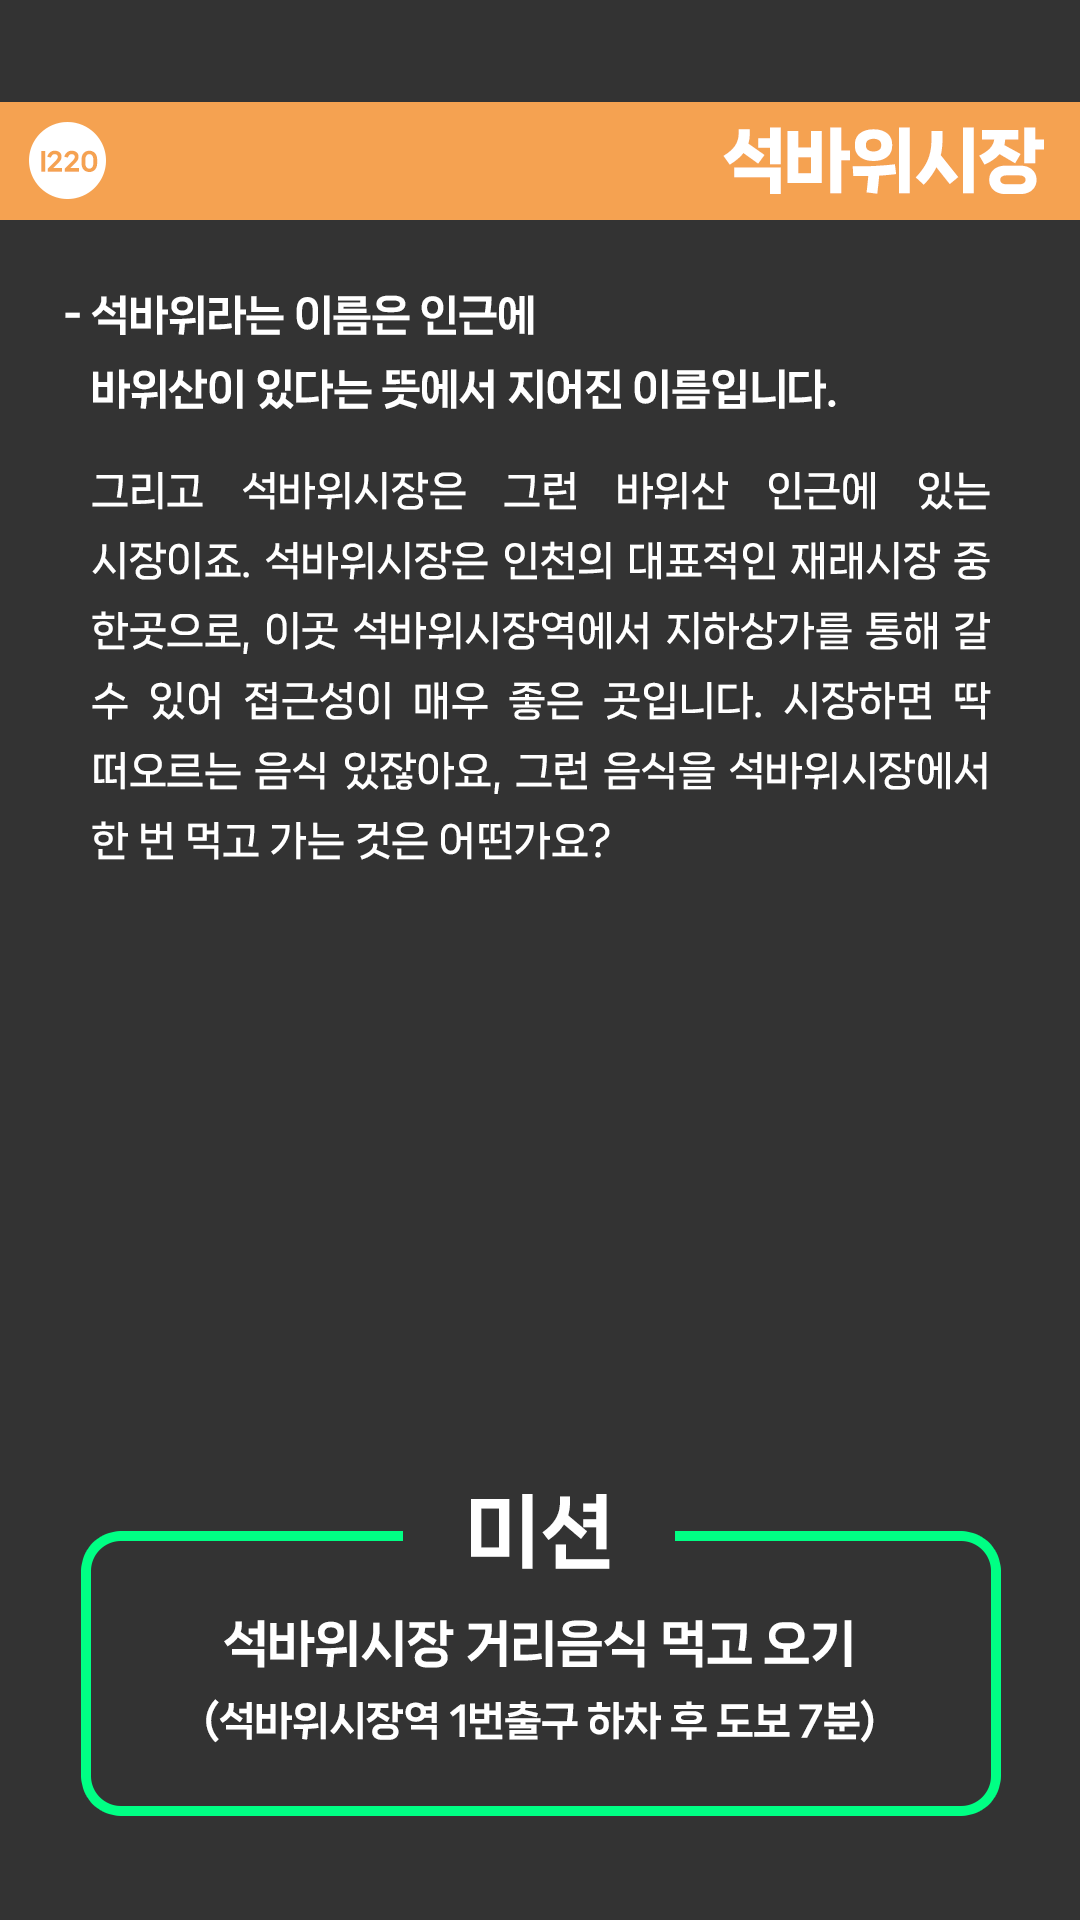 I220
석바위시장
- 석바위라는 이름은 인근에
바위산이 있다는 뜻에서 지어진 이름입니다.
그리고 석바위시장은 그런 바위산 인근에 있는
시장이죠. 석바위시장은 인천의 대표적인 재래시장 중
한곳으로, 이곳 석바위시장역에서 지하상가를 통해 갈
수 있어 접근성이 매우 좋은 곳입니다. 시장하면 딱
떠오르는 음식 있잖아요, 그런 음식을 석바위시장에서
한 번 먹고 가는 것은 어떤가요?
미션
석바위시장 거리음식 먹고 오기
(석바위시장역 1번출구 하차 후 도보 7분)